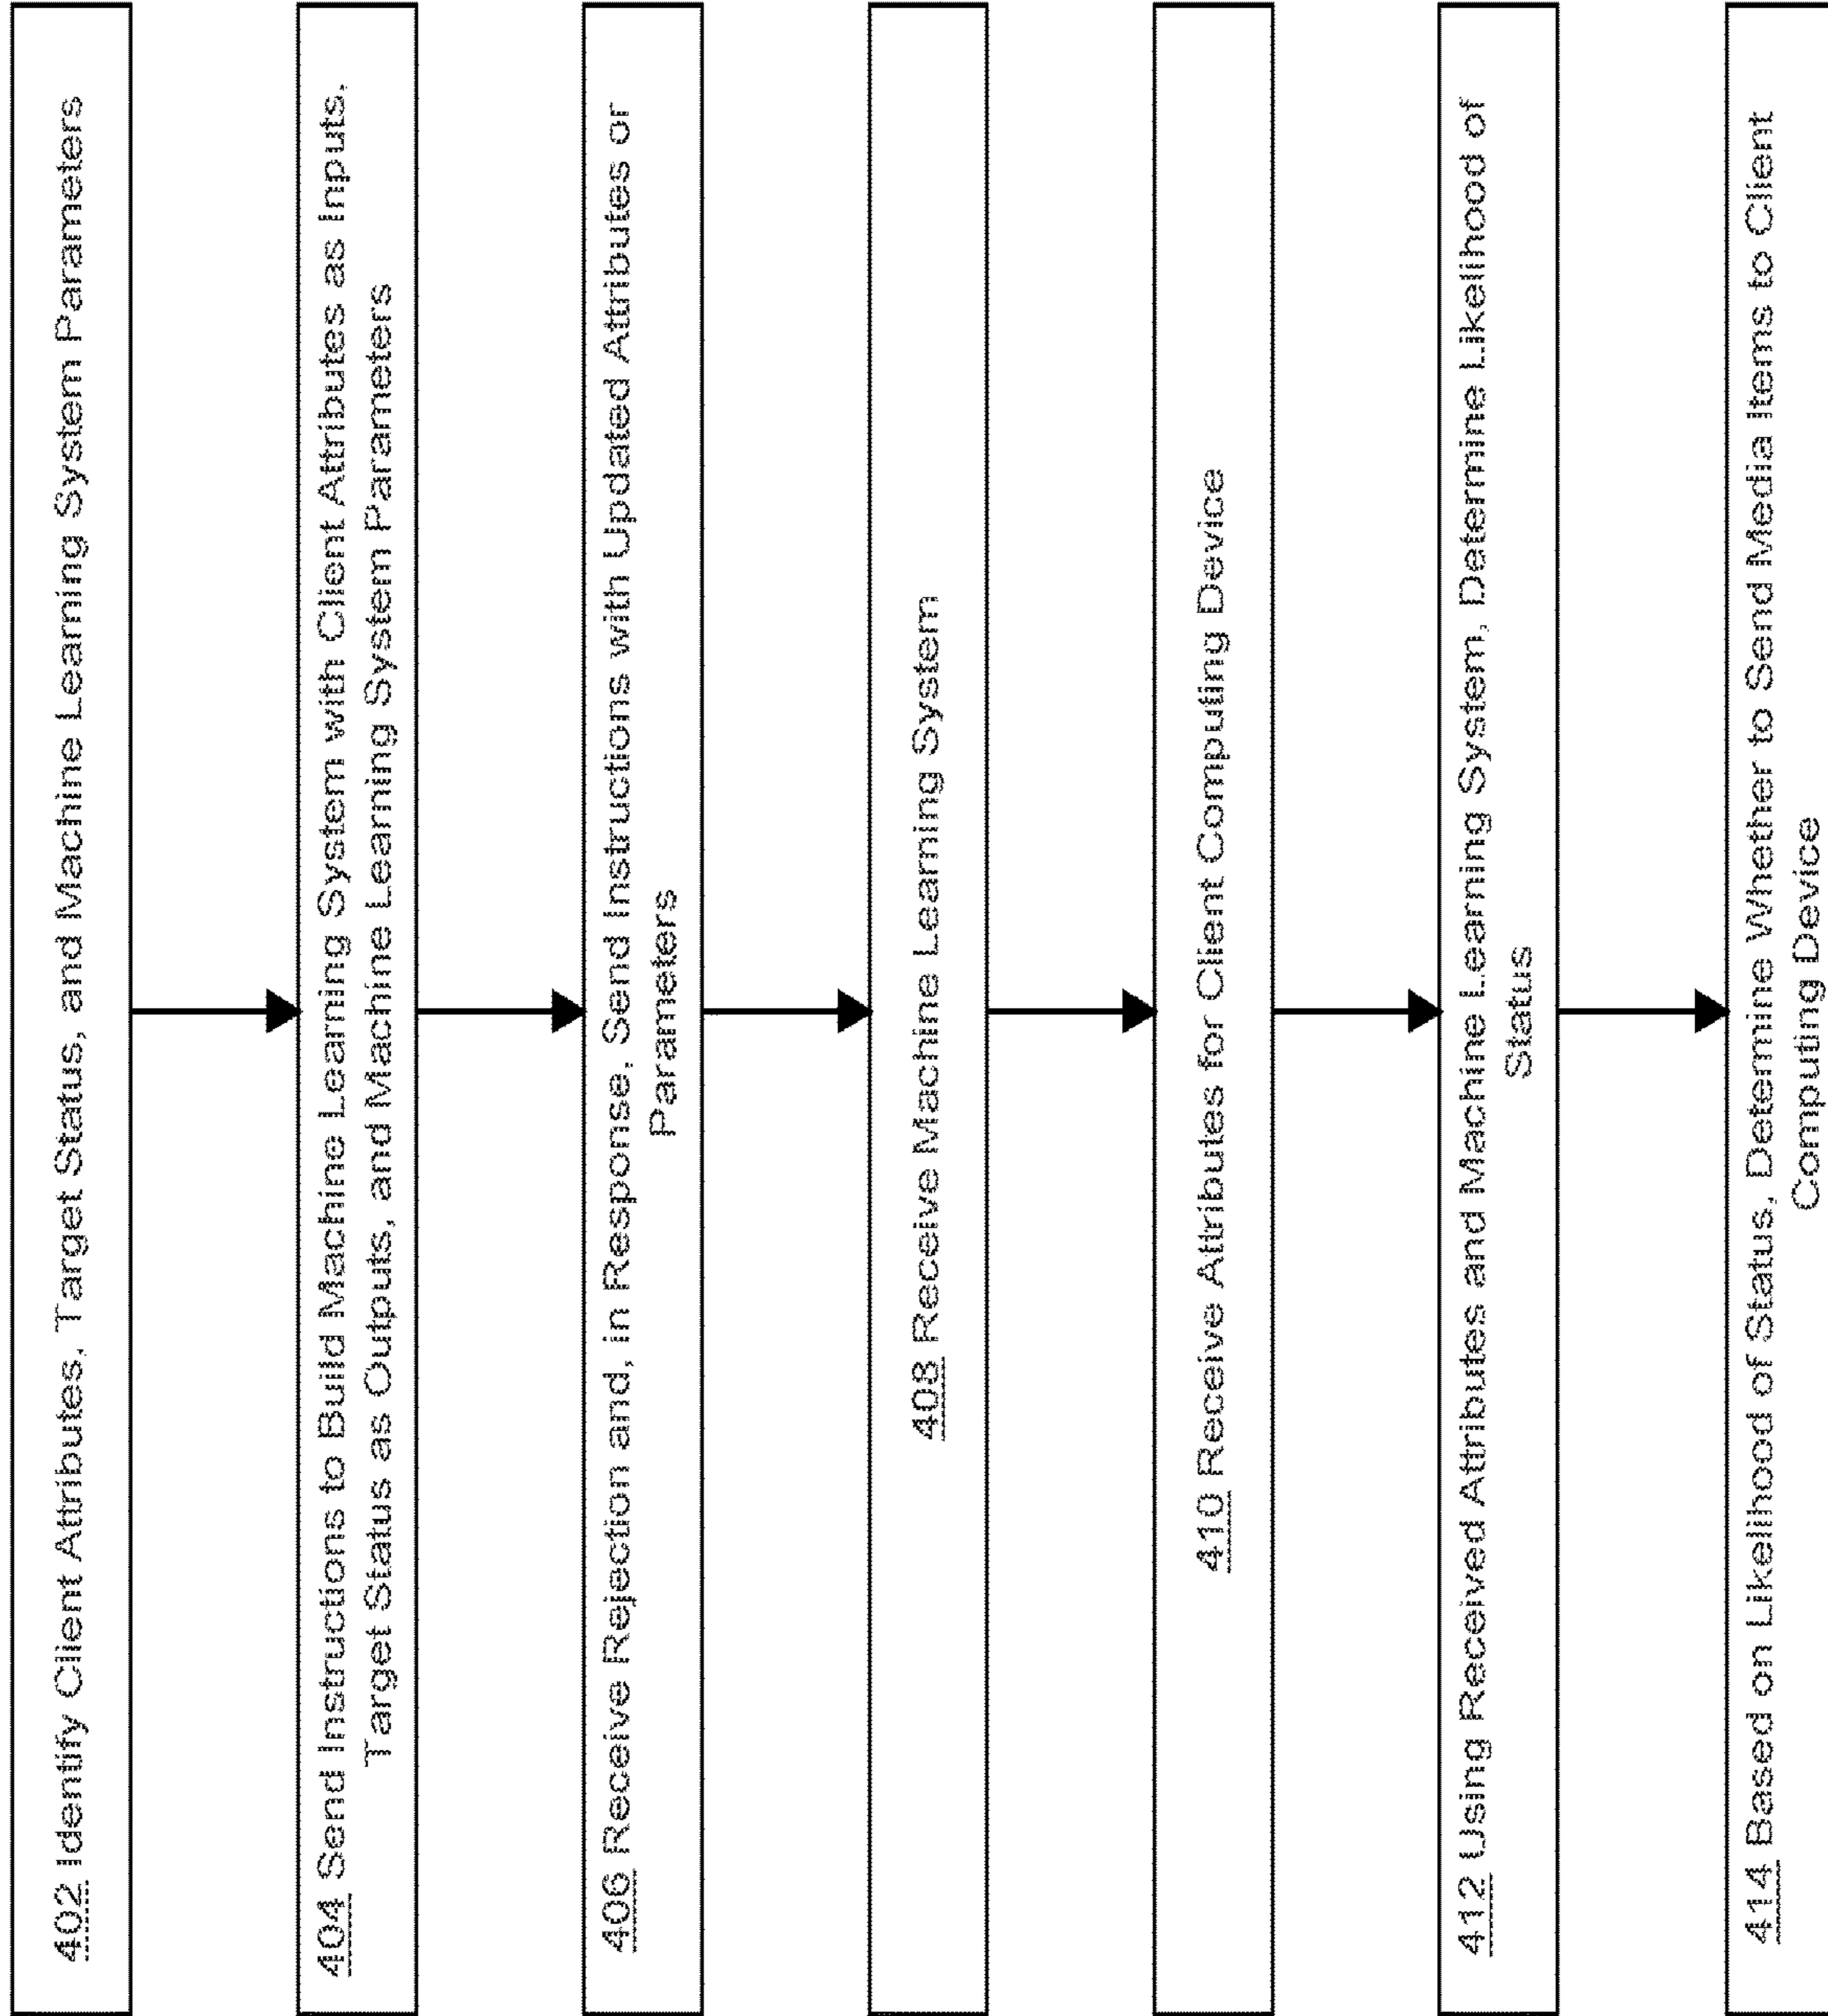 402 Identify Client Attributes, Target Status, and Machine Learning System Parameters
404 Send Instructions to Build Machine Learning System with Client Attributes as Inputs,
Target Status as Outputs, and Machine Learning System Parameters
406 Receive Rejection and, in Response, Send Instructions with Updated Attributes or
Parameters
408 Receive Machine Learning System
410 Receive Attributes for Client Computing Device
412 Using Received Attributes and Machine Learning System, Determine Likelihood of
Status
414 Based on Likelihood of Status, Determine Whether to Send Media Items to Client
Computing Device